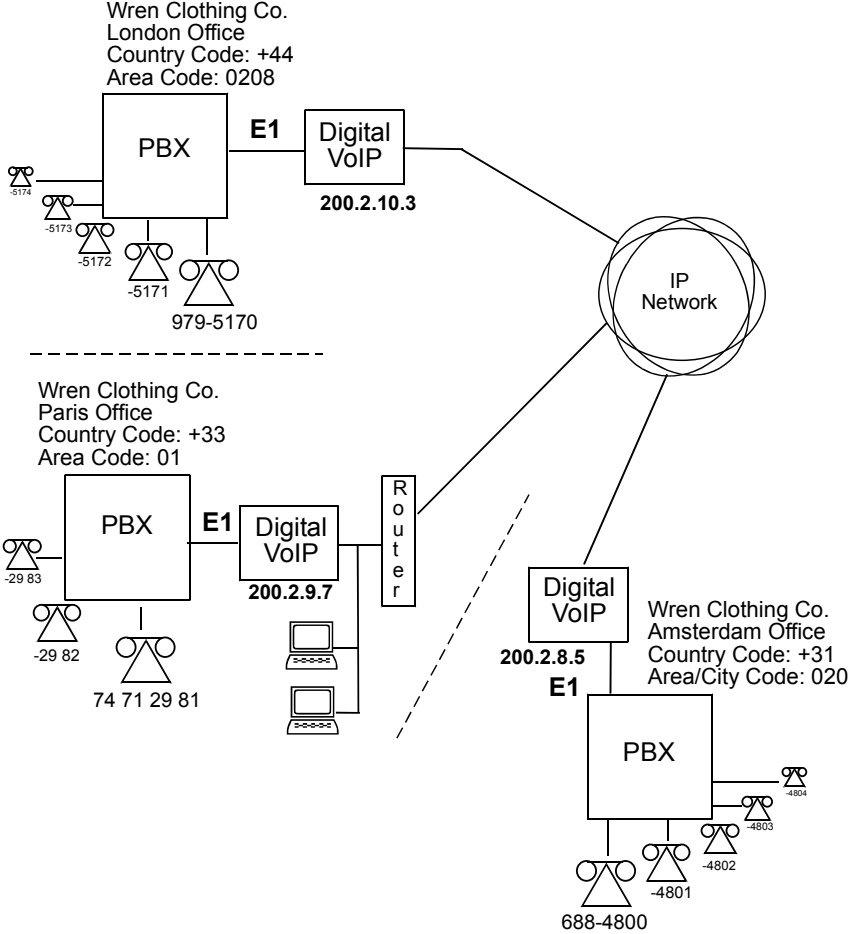 Wren Clothing Co.
London Office
Country Code: +44
Area Code: 0208
PBX
E1
Digital
VoIP
200.2.10.3
-5174
-5173
-5172
-5171
979-5170
IP
Network
Wren Clothing Co.
Paris Office
Country Code: +33
Area Code: 01
PBX
E1
Digital
VoIP
200.2.9.7
R
o
u
t
e
r
-29 83
-29 82
74 71 29 81
Digital
VoIP
200.2.8.5
E1
Wren Clothing Co.
Amsterdam Office
Country Code: +31
Area/City Code: 020
PBX
-4804
-4803
-4802
-4801
688-4800